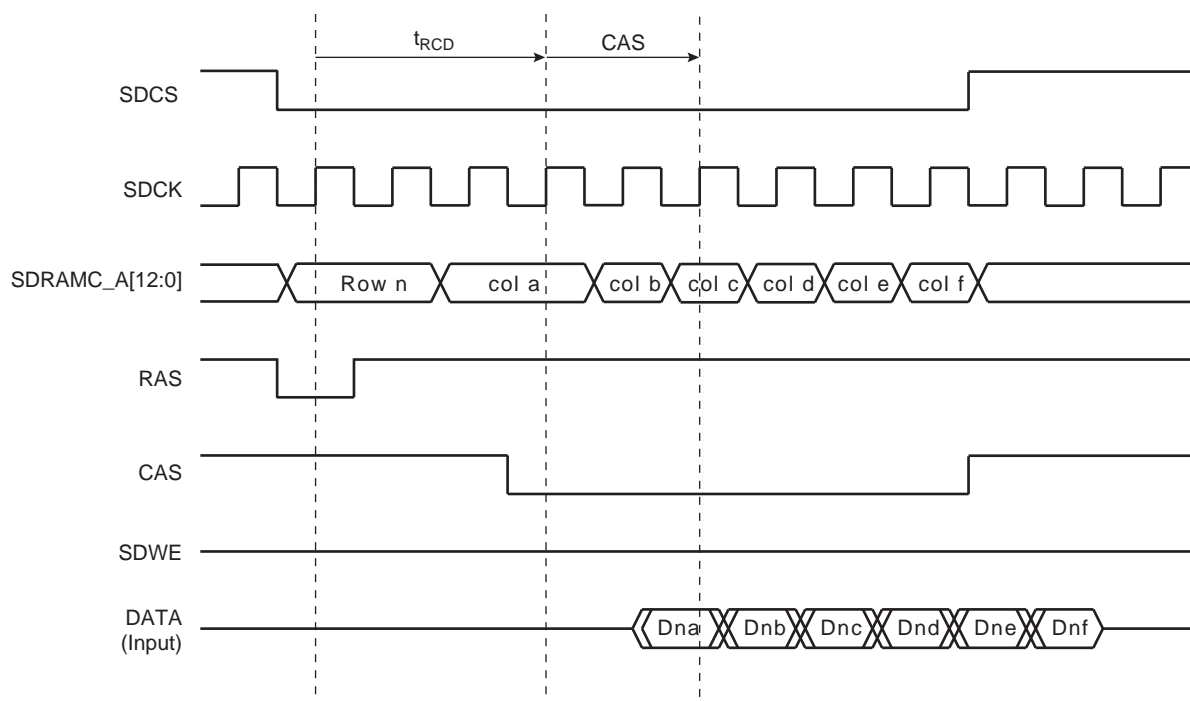 t_RCD CAS
SDCS
SDCK
SDRAMC_A[12:0] Row n col a col b col c col d col e col f
RAS
CAS
SDWE
DATA
(Input)
Dna Dnb Dnc Dnd Dne Dnf